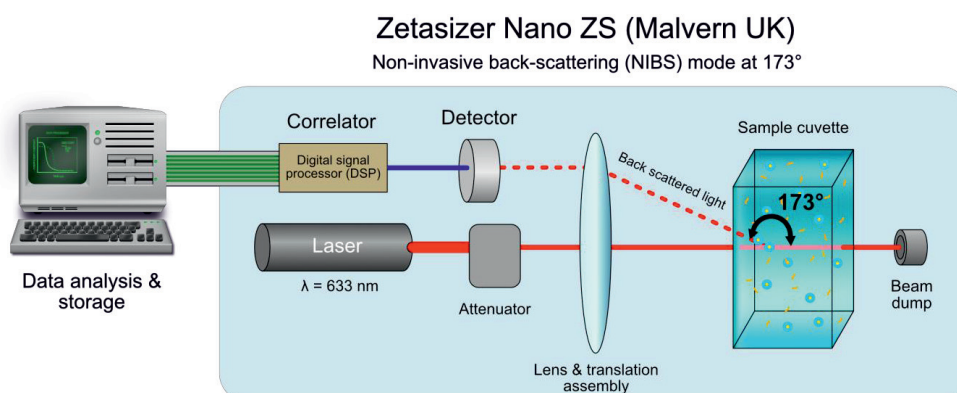 Zetasizer Nano ZS (Malvern UK)
Non-invasive back-scattering (NIBS) mode at 173°
Correlator
Digital signal
processor (DSP)
Detector
Sample cuvette
Back scattered light
173°
Laser
λ = 633 nm
Attenuator
Beam
dump
Data analysis &
storage
Lens & translation
assembly